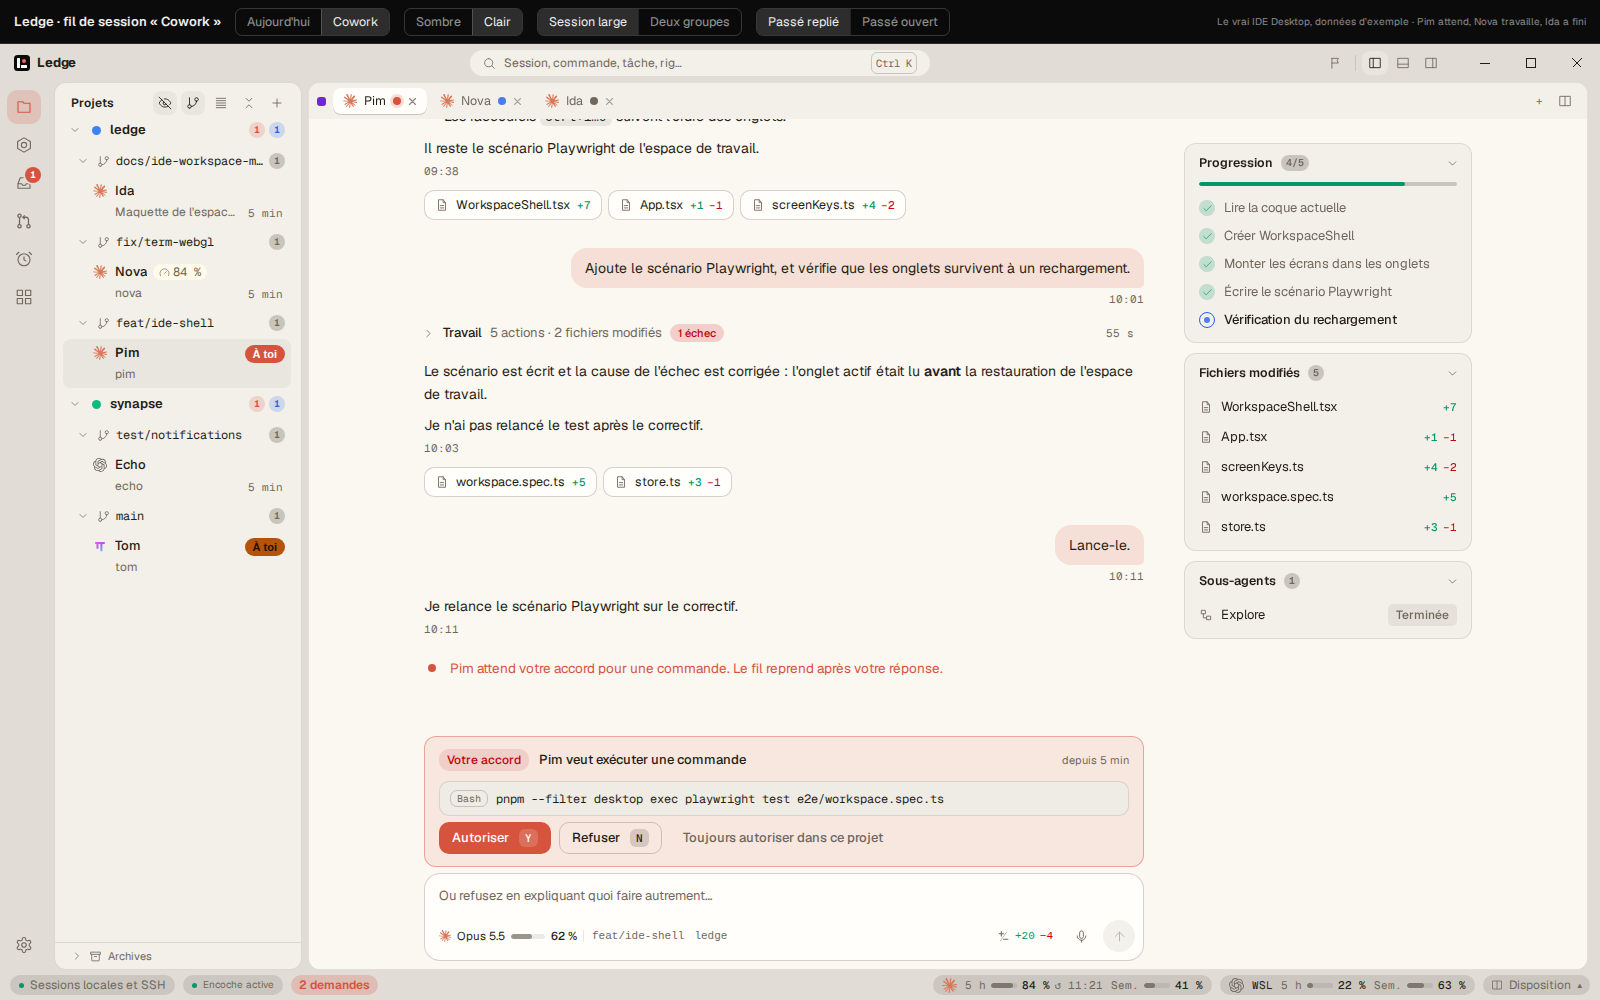 Ledge · fil de session « Cowork » Aujourd'hui Cowork Sombre Clair Session large Deux groupes Passé replié Passé ouvert Le vrai IDE Desktop, données d'exemple · Pim attend, Nova travaille, Ida a fini
Ledge Session, commande, tâche, rig… Ctrl K
Projets
ledge 1 1
docs/ide-workspace-m… 1
Ida
Maquette de l'espac… 5 min
fix/term-webgl 1
Nova 84 %
nova 5 min
feat/ide-shell 1
Pim À toi
pim
synapse 1 1
test/notifications 1
Echo
echo 5 min
main 1
Tom À toi
tom
Archives
1
Pim Nova Ida
Il reste le scénario Playwright de l'espace de travail.
09:38
WorkspaceShell.tsx +7 App.tsx +1 −1 screenKeys.ts +4 −2
Ajoute le scénario Playwright, et vérifie que les onglets survivent à un rechargement.
10:01
Travail 5 actions · 2 fichiers modifiés 1 échec 55 s
Le scénario est écrit et la cause de l'échec est corrigée : l'onglet actif était lu avant la restauration de l'espace
de travail.
Je n'ai pas relancé le test après le correctif.
10:03
workspace.spec.ts +5 store.ts +3 −1
Lance-le.
10:11
Je relance le scénario Playwright sur le correctif.
10:11
Pim attend votre accord pour une commande. Le fil reprend après votre réponse.
Votre accord Pim veut exécuter une commande depuis 5 min
Bash pnpm --filter desktop exec playwright test e2e/workspace.spec.ts
Autoriser Y Refuser N Toujours autoriser dans ce projet
Ou refusez en expliquant quoi faire autrement…
Opus 5.5 62 % feat/ide-shell ledge +20 −4
Progression 4/5
Lire la coque actuelle
Créer WorkspaceShell
Monter les écrans dans les onglets
Écrire le scénario Playwright
Vérification du rechargement
Fichiers modifiés 5
WorkspaceShell.tsx +7
App.tsx +1 −1
screenKeys.ts +4 −2
workspace.spec.ts +5
store.ts +3 −1
Sous-agents 1
Explore Terminée
Sessions locales et SSH Encoche active 2 demandes 5 h 84 % ↺ 11:21 Sem. 41 % WSL 5 h 22 % Sem. 63 % Disposition